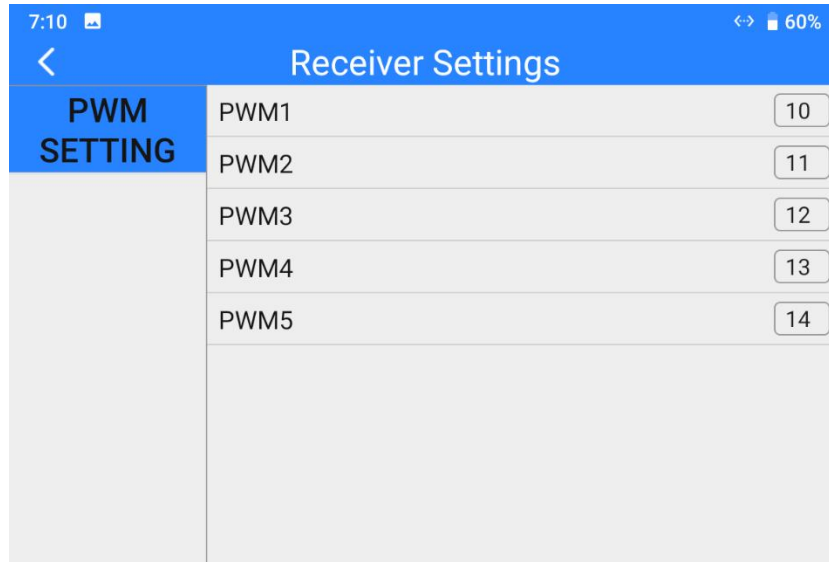 7:10 60%
Receiver Settings
PWM
SETTING
PWM1 10
PWM2 11
PWM3 12
PWM4 13
PWM5 14